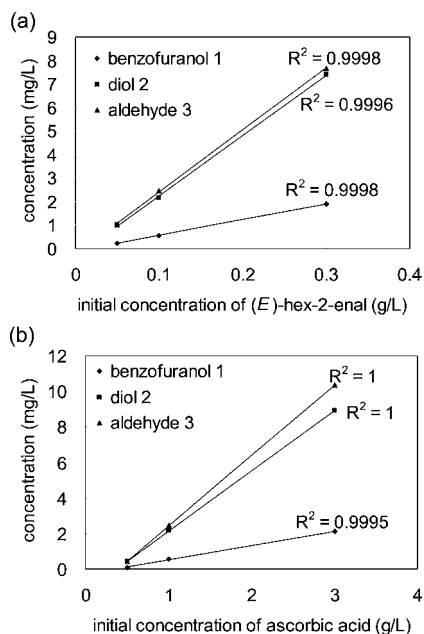 (a)
9
8
7
6
5
4
3
2
1
0
concentration (mg/L)
benzofuranol 1
diol 2
aldehyde 3
R² = 0.9998
R² = 0.9996
R² = 0.9998
0 0.1 0.2 0.3 0.4
initial concentration of (E)-hex-2-enal (g/L)
(b)
12
10
8
6
4
2
0
concentration (mg/L)
benzofuranol 1
diol 2
aldehyde 3
R² = 1
R² = 1
R² = 0.9995
0 1 2 3 4
initial concentration of ascorbic acid (g/L)